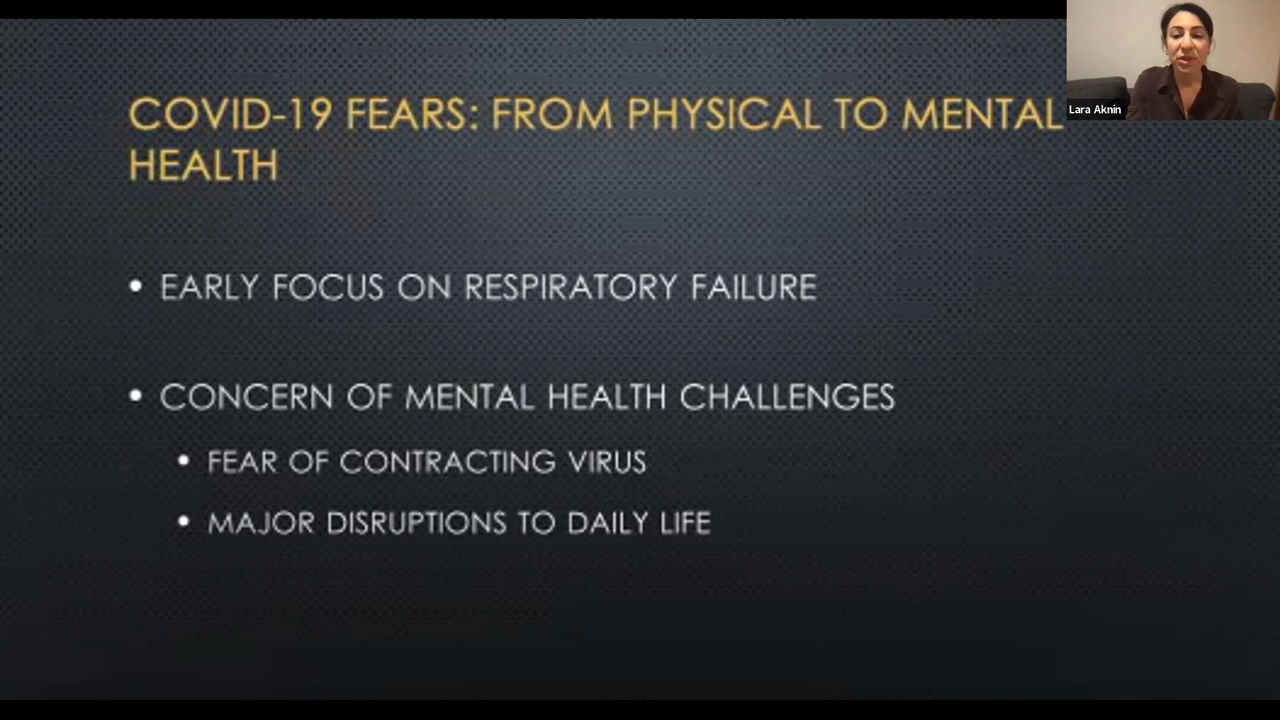 COVID-19 FEARS: FROM PHYSICAL TO MENTAL
HEALTH
• EARLY FOCUS ON RESPIRATORY FAILURE
• CONCERN OF MENTAL HEALTH CHALLENGES
• FEAR OF CONTRACTING VIRUS
• MAJOR DISRUPTIONS TO DAILY LIFE
Lara Aknin